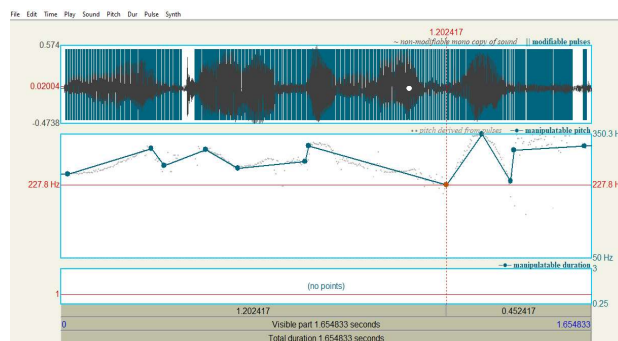 File Edit Time Play Sound Pitch Dur Pulse Synth
1.202417
~ non-modifiable mono copy of sound || modifiable pulses
0.574
0.02004
-0.4738
•• pitch derived from pulses –●– manipulatable pitch
350.3 H
227.8 Hz
227.8 H
50 Hz
–●– manipulatable duration
3
(no points)
1
0.25
1.202417 0.452417
0 Visible part 1.654833 seconds 1.654833
Total duration 1.654833 seconds